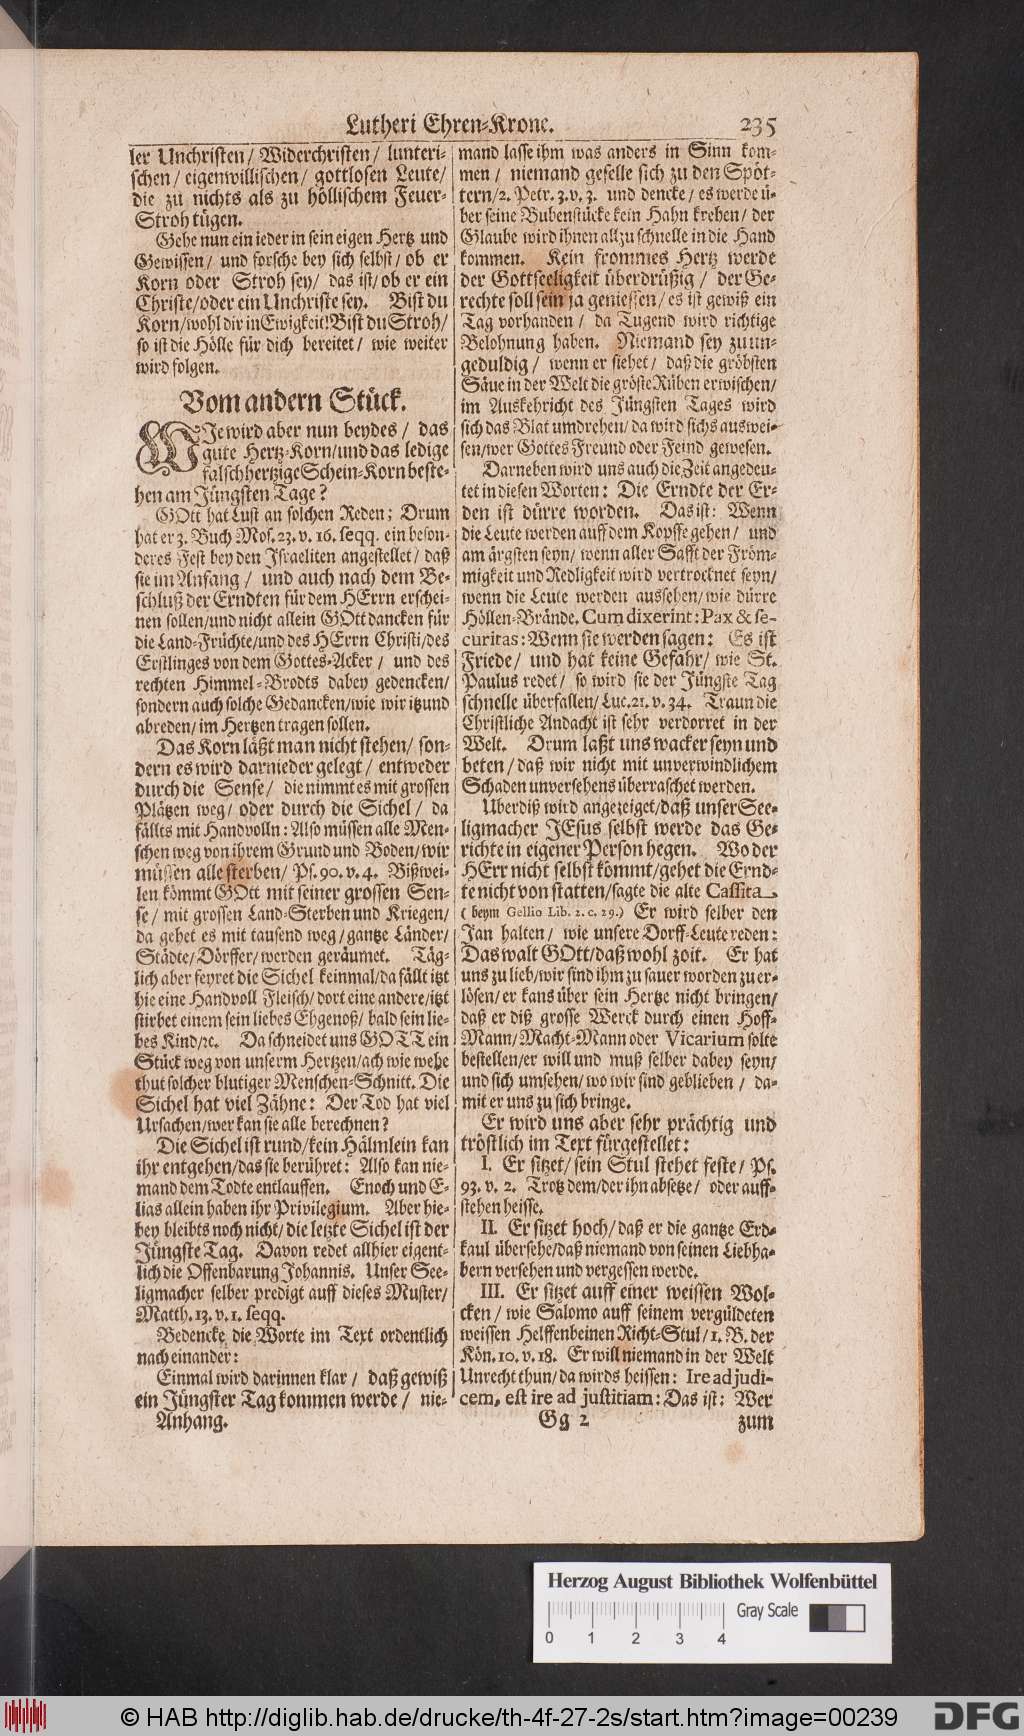 Lutheri Ehren-Krone. 235
ler Unchristen/ Widerchristen/ lunteri-
schen/ eigenwillischen/ gottlosen Leute/
die zu nichts als zu höllischem Feuer-
Stroh tügen.
Gehe nun ein ieder in sein eigen Hertz und
Gewissen/ und forsche bey sich selbst/ ob er
Korn oder Stroh sey/ das ist/ ob er ein
Christe/oder ein Unchriste sey. Bist du
Korn/wohl dir in Ewigkeit! Bist du Stroh/
so ist die Hölle für dich bereitet/ wie weiter
wird folgen.
Vom andern Stück.
WJe wird aber nun beydes/ das
gute Hertz-Korn/und das ledige
falschhertzige Schein-Korn beste-
hen am Jüngsten Tage?
GOtt hat Lust an solchen Reden; Drum
hat er 3. Buch Mos. 23. v. 16. seqq. ein beson-
deres Fest bey den Israeliten angestellet/ daß
sie im Anfang/ und auch nach dem Be-
schluß der Erndten für dem HErrn erschei-
nen sollen/und nicht allein GOtt dancken für
die Land-Früchte/und des HErrn Christi/des
Erstlinges von dem Gottes-Acker/ und des
rechten Himmel-Brodts dabey gedencken/
sondern auch solche Gedancken/wie wir itzund
abreden/im Hertzen tragen sollen.
Das Korn läßt man nicht stehen/ son-
dern es wird darnieder gelegt/ entweder
durch die Sense/ die nimmt es mit grossen
Plätzen weg/ oder durch die Sichel/ da
fällts mit Handvolln: Also müssen alle Men-
schen weg von ihrem Grund und Boden/wir
müssen alle sterben/ Ps. 90. v. 4. Bißwei-
len kömmt GOtt mit seiner grossen Sen-
se/ mit grossen Land-Sterben und Kriegen/
da gehet es mit tausend weg/gantze Länder/
Städte/Dörffer/werden geräumet. Täg-
lich aber feyret die Sichel keinmal/da fällt itzt
hie eine Handvoll Fleisch/dort eine andere/itzt
stirbet einem sein liebes Ehgenoß/ bald sein lie-
bes Kind/ꝛc. Da schneidet uns GOTT ein
Stück weg von unserm Hertzen/ach wie wehe
thut solcher blutiger Menschen-Schnitt. Die
Sichel hat viel Zähne: Der Tod hat viel
Ursachen/wer kan sie alle berechnen?
Die Sichel ist rund/kein Hälmlein kan
ihr entgehen/das sie berühret: Also kan nie-
mand dem Todte entlauffen. Enoch und E-
lias allein haben ihr Privilegium. Aber hie-
bey bleibts noch nicht/die letzte Sichel ist der
Jüngste Tag. Davon redet allhier eigent-
lich die Offenbarung Johannis. Unser See-
ligmacher selber predigt auff dieses Muster/
Matth. 13. v. 1. seqq.
Bedencke die Worte im Text ordentlich
nach einander:
Einmal wird darinnen klar/ daß gewiß
ein Jüngster Tag kommen werde/ nie-
Anhang.
mand lasse ihm was anders in Sinn kom-
men/ niemand geselle sich zu den Spöt-
tern/2. Petr. 3. v. 3. und dencke/es werde ü-
ber seine Bubenstücke kein Hahn krehen/ der
Glaube wird ihnen allzu schnelle in die Hand
kommen. Kein frommes Hertz werde
der Gottseeligkeit überdrüßig/ der Ge-
rechte soll sein ja geniessen/es ist gewiß ein
Tag vorhanden/ da Tugend wird richtige
Belohnung haben. Niemand sey zu un-
geduldig/ wenn er siehet/ daß die gröbsten
Säue in der Welt die gröste Rüben erwischen/
im Auskehricht des Jüngsten Tages wird
sich das Blat umdrehen/da wird sichs auswei-
sen/wer Gottes Freund oder Feind gewesen.
Darneben wird uns auch die Zeit angedeu-
tet in diesen Worten: Die Erndte der Er-
den ist dürre worden. Das ist: Wenn
die Leute werden auff dem Kopffe gehen/ und
am ärgsten seyn/wenn aller Safft der Fröm-
migkeit und Redligkeit wird vertrocknet seyn/
wenn die Leute werden aussehen/wie dürre
Höllen-Brände. Cum dixerint: Pax & se-
curitas: Wenn sie werden sagen: Es ist
Friede/ und hat keine Gefahr/ wie St.
Paulus redet/ so wird sie der Jüngste Tag
schnelle überfallen/Luc. 21. v. 34. Traun die
Christliche Andacht ist sehr verdorret in der
Welt. Drum laßt uns wacker seyn und
beten/daß wir nicht mit unverwindlichem
Schaden unversehens überraschet werden.
Uberdiß wird angezeiget/daß unser See-
ligmacher JEsus selbst werde das Ge-
richte in eigener Person hegen. Wo der
HErr nicht selbst kömmt/gehet die Ernd-
te nicht von statten/sagte die alte Cassita
(beym Gellio Lib. 2. c. 29.) Er wird selber den
Jan halten/ wie unsere Dorff-Leute reden:
Das walt GOtt/daß wohl zoit. Er hat
uns zu lieb/wir sind ihm zu sauer worden zu er-
lösen/er kans über sein Hertze nicht bringen/
daß er diß grosse Werck durch einen Hoff-
Mann/Macht-Mann oder Vicarium solte
bestellen/er will und muß selber dabey seyn/
und sich umsehen/wo wir sind geblieben/ da-
mit er uns zu sich bringe.
Er wird uns aber sehr prächtig und
tröstlich im Text fürgestellet:
I. Er sitzet/ sein Stul stehet feste/ Ps.
93. v. 2. Trotz dem/der ihn absetze/ oder auff-
stehen heisse.
II. Er sitzet hoch/daß er die gantze Erd-
kaul übersehe/daß niemand von seinen Liebha-
bern versehen und vergessen werde.
III. Er sitzet auff einer weissen Wol-
cken/ wie Salomo auff seinem vergüldeten
weissen Helffenbeinen Richt-Stul/1. B. der
Kön. 10. v. 18. Er will niemand in der Welt
Unrecht thun/da wirds heissen: Ire ad judi-
cem, est ire ad justitiam: Das ist: Wer
Gg 2 zum
Herzog August Bibliothek Wolfenbüttel
Gray Scale
0 1 2 3 4
© HAB http://diglib.hab.de/drucke/th-4f-27-2s/start.htm?image=00239
DFG